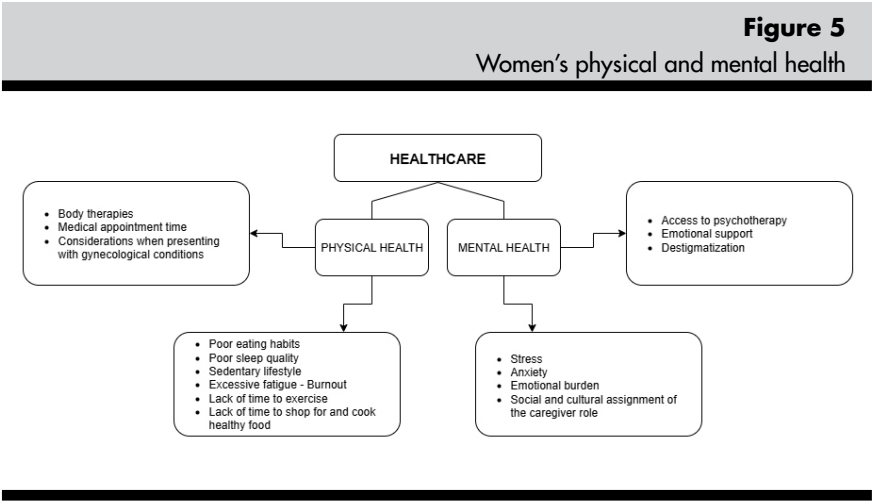 Figure 5
Women's physical and mental health
HEALTHCARE
• Body therapies
• Medical appointment time
• Considerations when presenting
with gynecological conditions
PHYSICAL HEALTH
MENTAL HEALTH
• Access to psychotherapy
• Emotional support
• Destigmatization
• Poor eating habits
• Poor sleep quality
• Sedentary lifestyle
• Excessive fatigue - Burnout
• Lack of time to exercise
• Lack of time to shop for and cook
healthy food
• Stress
• Anxiety
• Emotional burden
• Social and cultural assignment of
the caregiver role